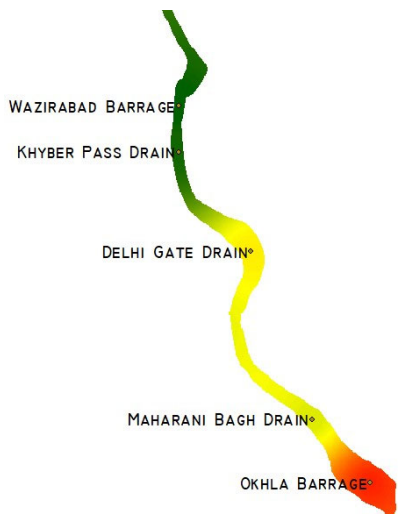 Wazirabad Barrage
Khyber Pass Drain
Delhi Gate Drain
Maharani Bagh Drain
Okhla Barrage